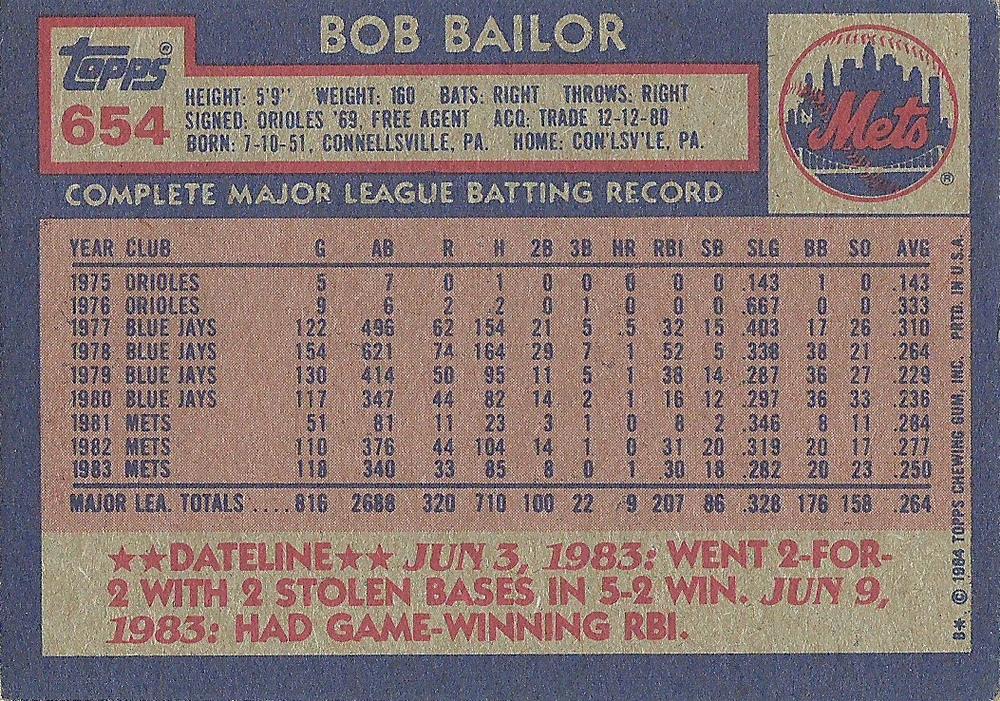 BOB BAILOR
Topps®
654
HEIGHT: 5'9" WEIGHT: 160 BATS: RIGHT THROWS: RIGHT
SIGNED: ORIOLES '69, FREE AGENT ACQ: TRADE 12-12-80
BORN: 7-10-51, CONNELLSVILLE, PA. HOME: CON'LSV'LE, PA.
Mets
®
COMPLETE MAJOR LEAGUE BATTING RECORD
YEAR CLUB G AB R H 2B 3B HR RBI SB SLG BB SO AVG
1975 ORIOLES 5 7 0 1 0 0 0 0 0 .143 1 0 .143
1976 ORIOLES 9 6 2 2 0 1 0 0 0 .667 0 0 .333
1977 BLUE JAYS 122 496 62 154 21 5 5 32 15 .403 17 26 .310
1978 BLUE JAYS 154 621 74 164 29 7 1 52 5 .338 38 21 .264
1979 BLUE JAYS 130 414 50 95 11 5 1 38 14 .287 36 27 .229
1980 BLUE JAYS 117 347 44 82 14 2 1 16 12 .297 36 33 .236
1981 METS 51 81 11 23 3 1 0 8 2 .346 8 11 .284
1982 METS 110 376 44 104 14 1 0 31 20 .319 20 17 .277
1983 METS 118 340 33 85 8 0 1 30 18 .282 20 23 .250
MAJOR LEA. TOTALS ....816 2688 320 710 100 22 9 207 86 .328 176 158 .264
★★DATELINE★★ JUN 3, 1983: WENT 2-FOR-
2 WITH 2 STOLEN BASES IN 5-2 WIN. JUN 9,
1983: HAD GAME-WINNING RBI.
B*. © 1984 TOPPS CHEWING GUM, INC. PRTD. IN U.S.A.